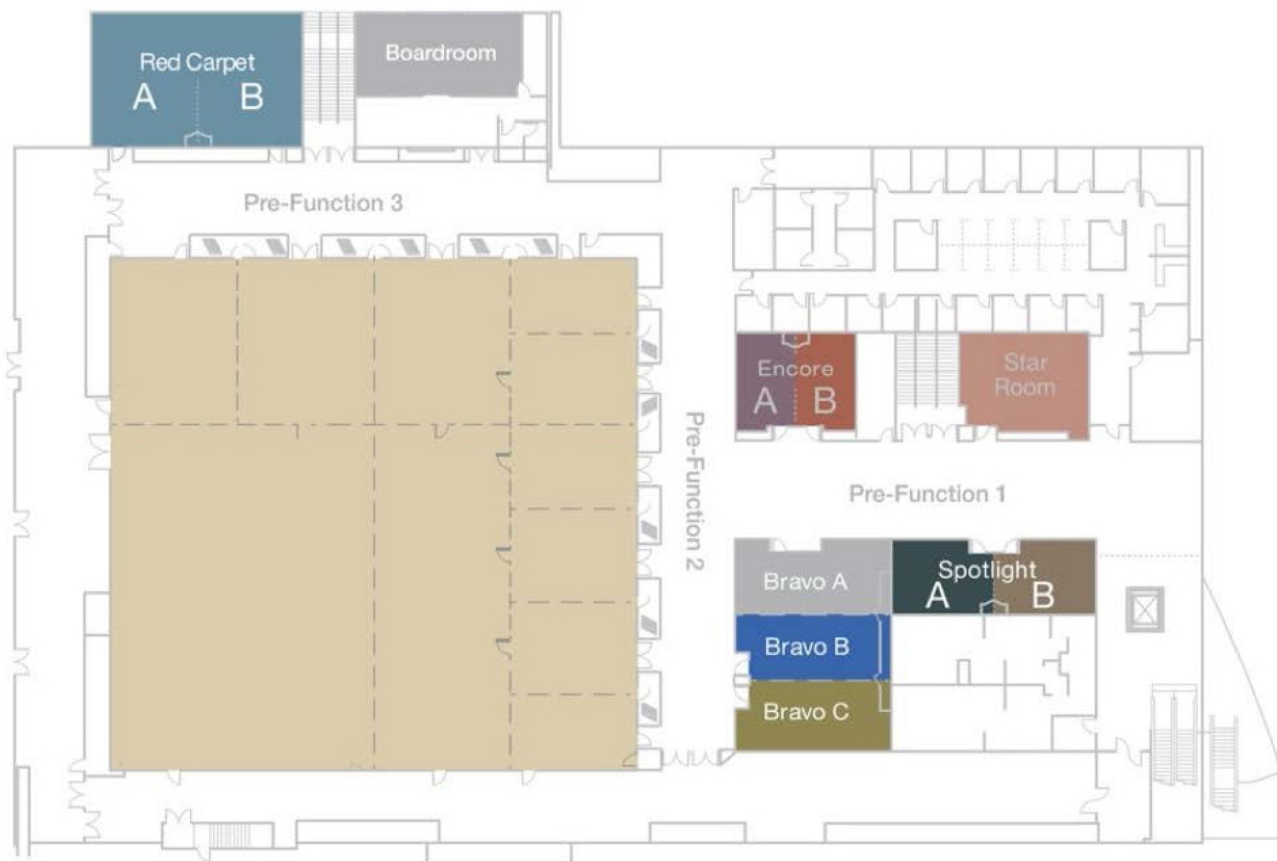 Red Carpet
A B
Boardroom
Pre-Function 3
Encore
A B
Star
Room
Pre-Function 2
Pre-Function 1
Bravo A
Spotlight
A B
Bravo B
Bravo C